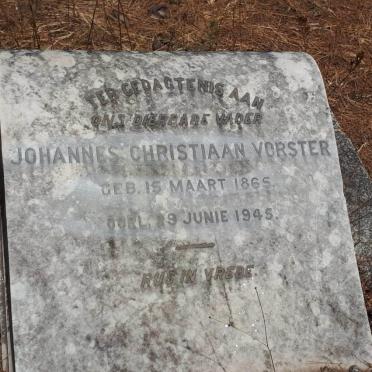 TER GEDAGTENIS AAN
ONS DIERBARE VADER
JOHANNES CHRISTIAAN VORSTER
GEB. 15 MAART 1865
OORL. 29 JUNIE 1945.
RUS IN VREDE.